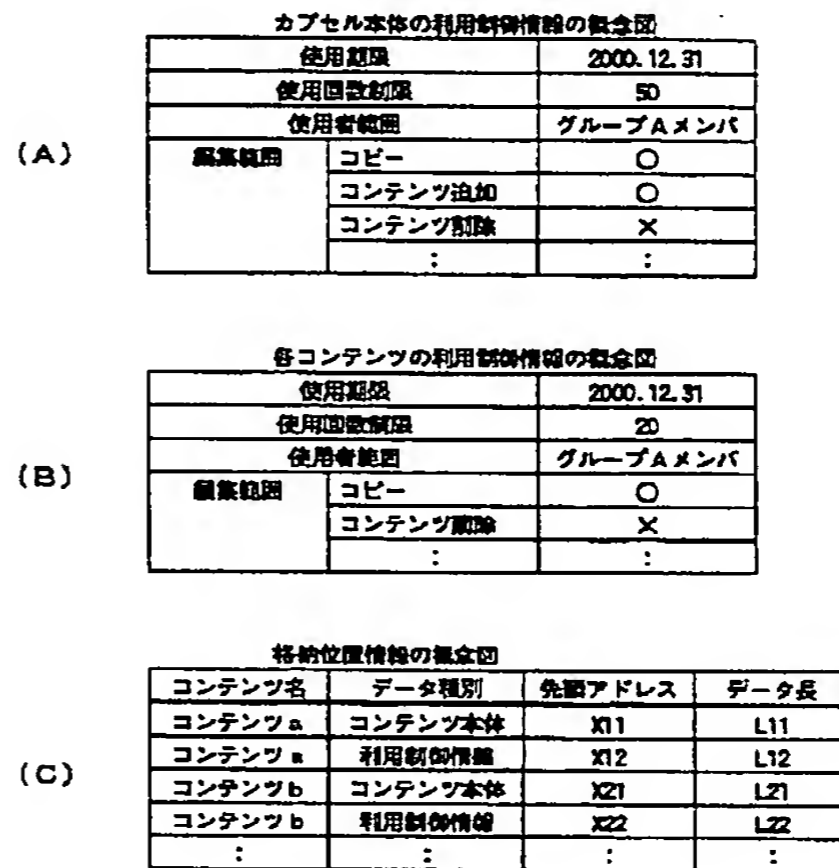 カプセル本体の利用制御情報の概念図
使用期限 2000.12.31
使用回数制限 50
使用者範囲 グループAメンバ
(A) 編集範囲 コピー ○
コンテンツ追加 ○
コンテンツ削除 ×
: :
各コンテンツの利用制御情報の概念図
使用期限 2000.12.31
使用回数制限 20
使用者範囲 グループAメンバ
(B) 編集範囲 コピー ○
コンテンツ削除 ×
: :
格納位置情報の概念図
コンテンツ名 データ種別 先頭アドレス データ長
コンテンツa コンテンツ本体 X11 L11
(C) コンテンツa 利用制御情報 X12 L12
コンテンツb コンテンツ本体 X21 L21
コンテンツb 利用制御情報 X22 L22
: : : :